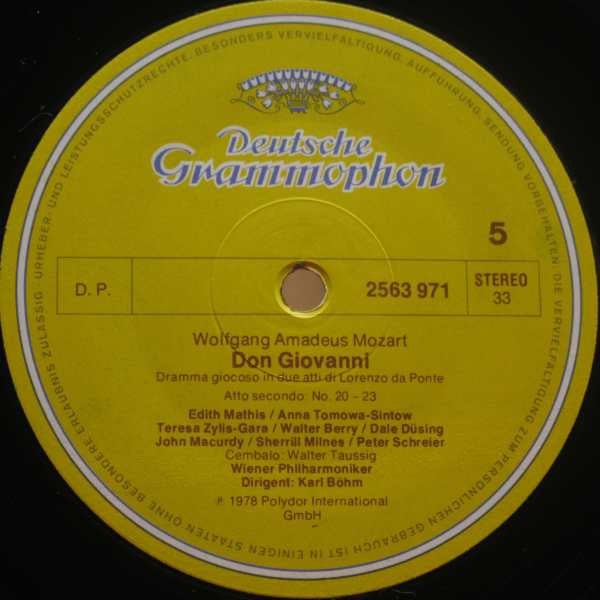 Deutsche
Grammophon
5
D. P.
2563 971
STEREO
33
Wolfgang Amadeus Mozart
Don Giovanni
Dramma giocoso in due atti di Lorenzo da Ponte
Atto secondo: No. 20 - 23
Edith Mathis / Anna Tomowa-Sintow
Teresa Zylis-Gara / Walter Berry / Dale Düsing
John Macurdy / Sherrill Milnes / Peter Schreier
Cembalo: Walter Taussig
Wiener Philharmoniker
Dirigent: Karl Böhm
℗ 1978 Polydor International
GmbH
URHEBER- UND LEISTUNGSSCHUTZRECHTE, BESONDERS VERVIELFÄLTIGUNG, AUFFÜHRUNG, SENDUNG VORBEHALTEN. DIE VERVIELFÄLTIGUNG ZUM PERSÖNLICHEN GEBRAUCH IST IN EINIGEN STAATEN OHNE BESONDERE ERLAUBNIS ZULÄSSIG